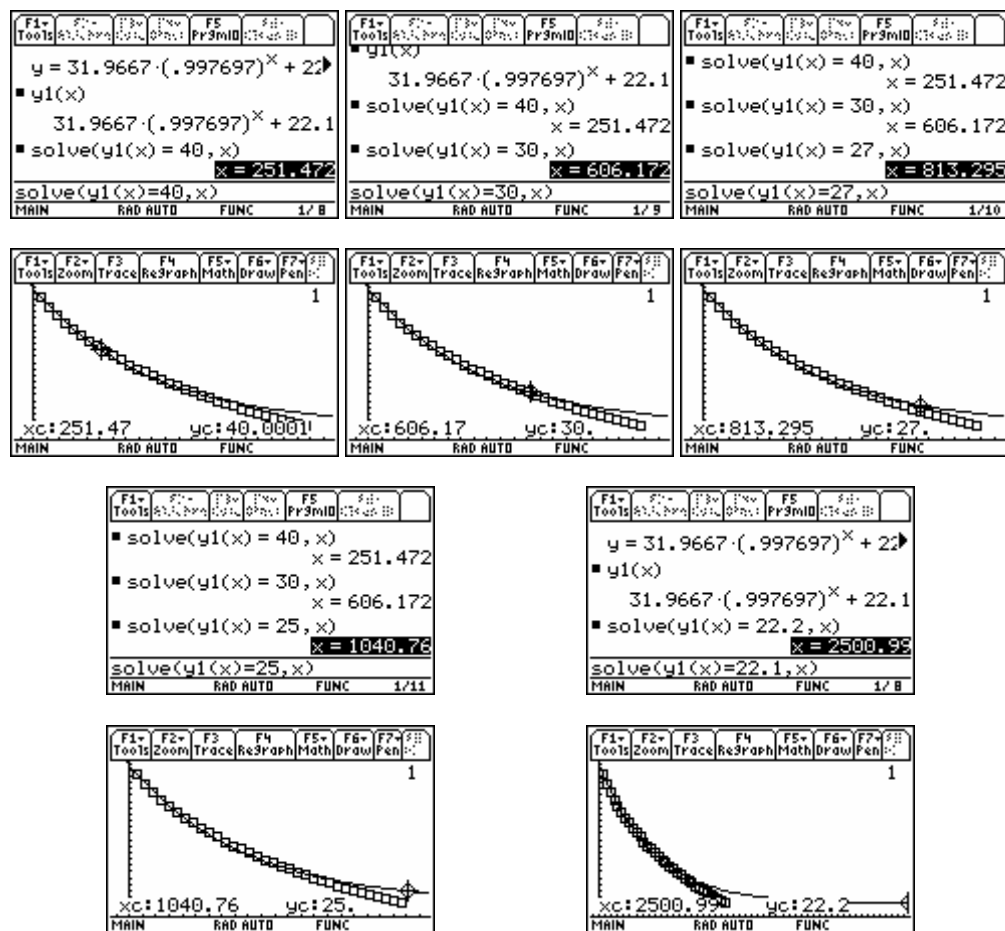 F1 Tools F5 Pr9mIO
y = 31.9667·(.997697)^x + 22▶
■ y1(x)
31.9667·(.997697)^x + 22.1
■ solve(y1(x) = 40, x)
x = 251.472
solve(y1(x)=40,x)
MAIN RAD AUTO FUNC 1/8
F1 Tools F5 Pr9mIO
■ y1(x)
31.9667·(.997697)^x + 22.1
■ solve(y1(x) = 40, x)
x = 251.472
■ solve(y1(x) = 30, x)
x = 606.172
solve(y1(x)=30,x)
MAIN RAD AUTO FUNC 1/9
F1 Tools F5 Pr9mIO
■ solve(y1(x) = 40, x)
x = 251.472
■ solve(y1(x) = 30, x)
x = 606.172
■ solve(y1(x) = 27, x)
x = 813.295
solve(y1(x)=27,x)
MAIN RAD AUTO FUNC 1/10
F1 Tools F2 Zoom F3 Trace F4 Re9raph F5 Math F6 Draw F7 Pen
1
xc:251.47 yc:40.0001
MAIN RAD AUTO FUNC
F1 Tools F2 Zoom F3 Trace F4 Re9raph F5 Math F6 Draw F7 Pen
1
xc:606.17 yc:30.
MAIN RAD AUTO FUNC
F1 Tools F2 Zoom F3 Trace F4 Re9raph F5 Math F6 Draw F7 Pen
1
xc:813.295 yc:27.
MAIN RAD AUTO FUNC
F1 Tools F5 Pr9mIO
■ solve(y1(x) = 40, x)
x = 251.472
■ solve(y1(x) = 30, x)
x = 606.172
■ solve(y1(x) = 25, x)
x = 1040.76
solve(y1(x)=25,x)
MAIN RAD AUTO FUNC 1/11
F1 Tools F5 Pr9mIO
y = 31.9667·(.997697)^x + 22▶
■ y1(x)
31.9667·(.997697)^x + 22.1
■ solve(y1(x) = 22.2, x)
x = 2500.99
solve(y1(x)=22.1,x)
MAIN RAD AUTO FUNC 1/8
F1 Tools F2 Zoom F3 Trace F4 Re9raph F5 Math F6 Draw F7 Pen
1
xc:1040.76 yc:25.
MAIN RAD AUTO FUNC
F1 Tools F2 Zoom F3 Trace F4 Re9raph F5 Math F6 Draw F7 Pen
1
xc:2500.99 yc:22.2
MAIN RAD AUTO FUNC